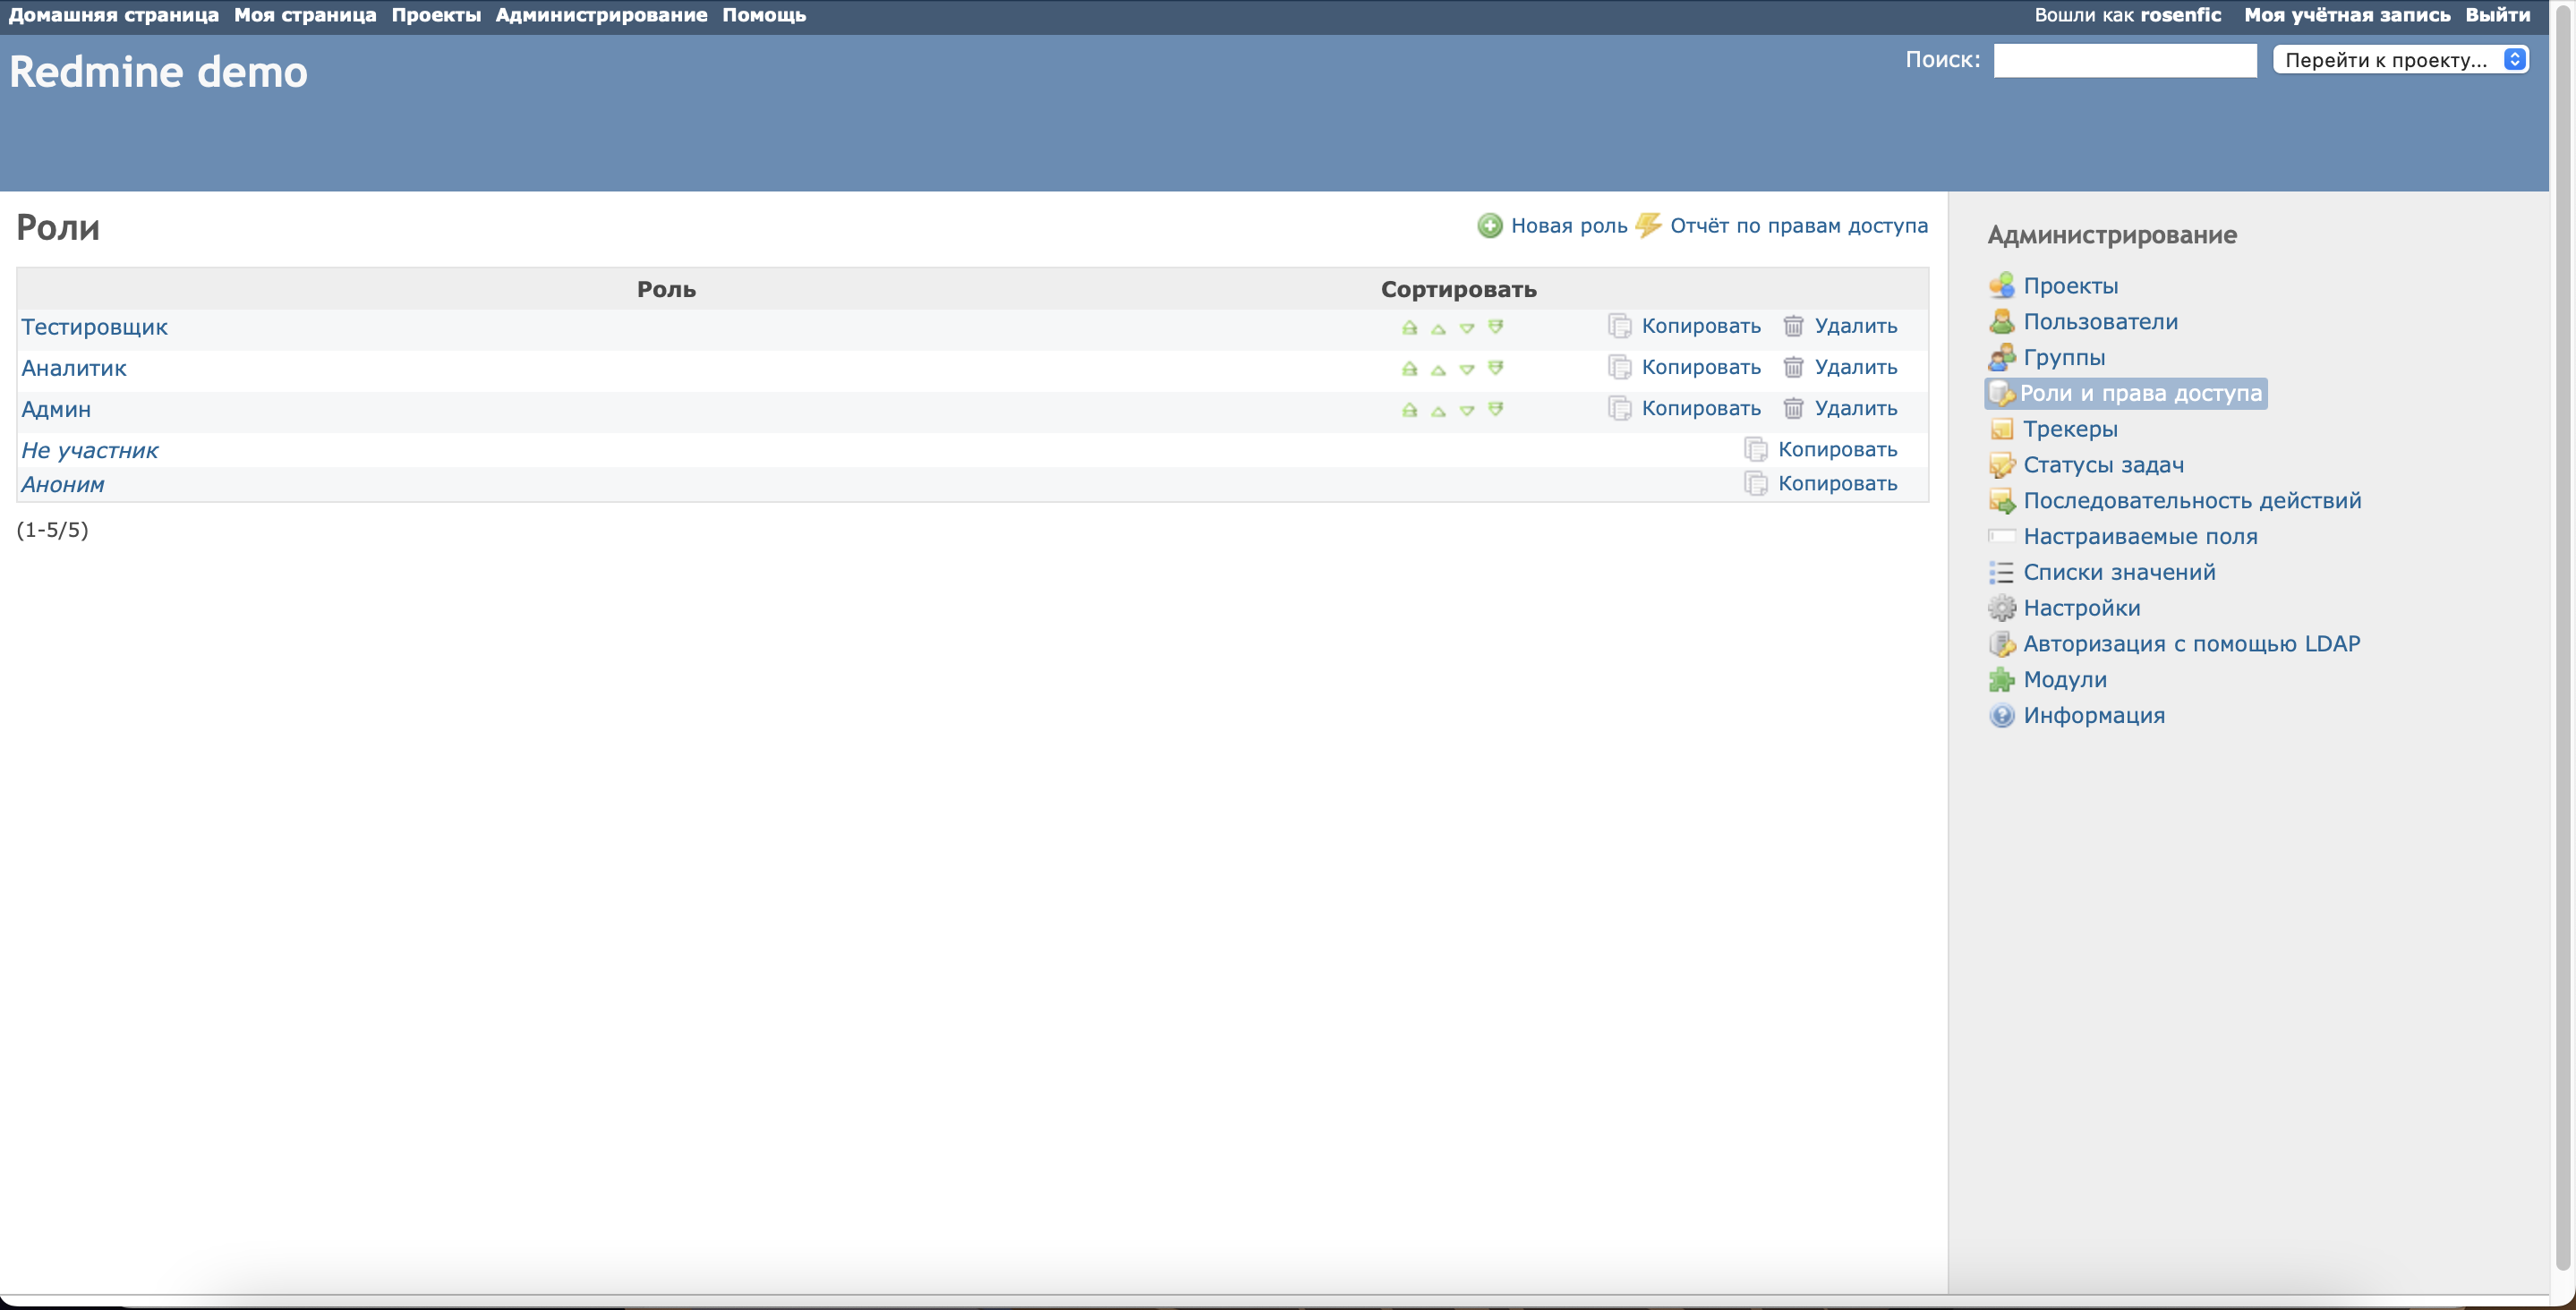 Домашняя страница Моя страница Проекты Администрирование Помощь Вошли как rosenfic Моя учётная запись Выйти
Redmine demo
Поиск: Перейти к проекту...
Роли
Новая роль Отчёт по правам доступа
Роль Сортировать
Тестировщик Копировать Удалить
Аналитик Копировать Удалить
Админ Копировать Удалить
Не участник Копировать
Аноним Копировать
(1-5/5)
Администрирование
Проекты
Пользователи
Группы
Роли и права доступа
Трекеры
Статусы задач
Последовательность действий
Настраиваемые поля
Списки значений
Настройки
Авторизация с помощью LDAP
Модули
Информация